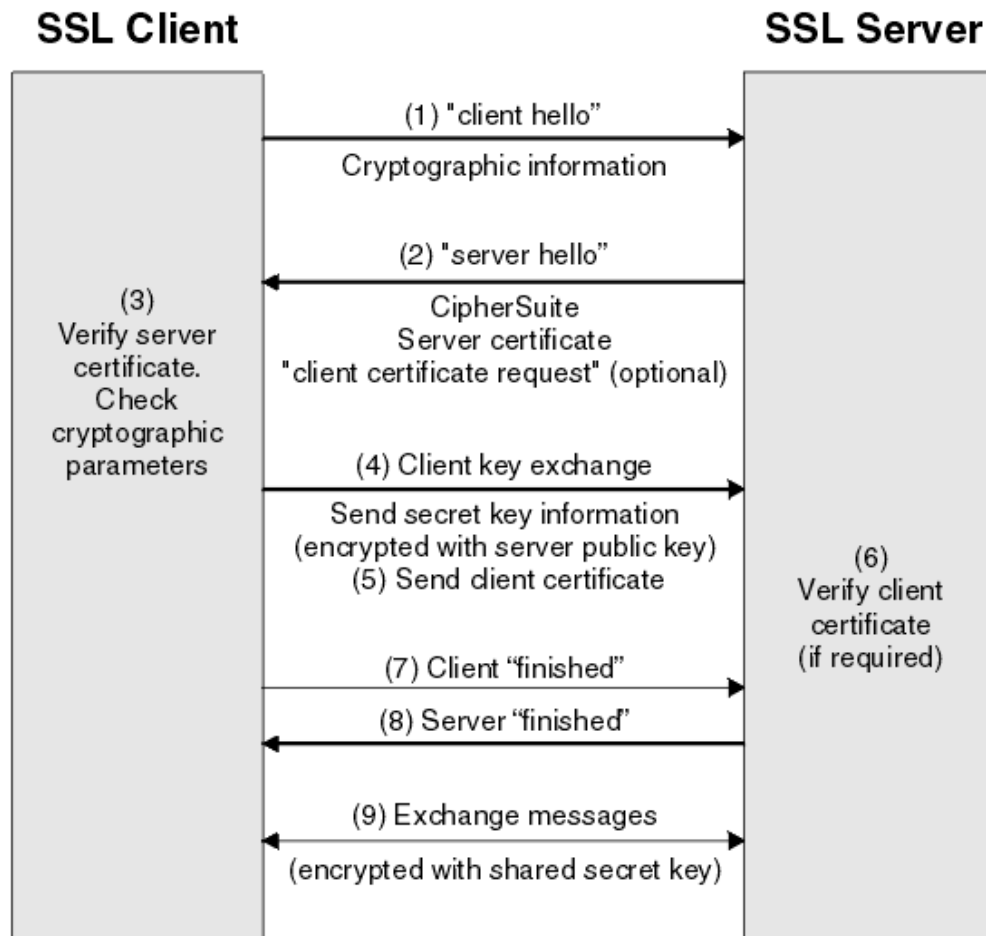 SSL Client
SSL Server
(1) "client hello”
Cryptographic information
(2) "server hello”
CipherSuite
Server certificate
"client certificate request" (optional)
(3)
Verify server
certificate.
Check
cryptographic
parameters
(4) Client key exchange
Send secret key information
(encrypted with server public key)
(5) Send client certificate
(6)
Verify client
certificate
(if required)
(7) Client “finished”
(8) Server “finished”
(9) Exchange messages
(encrypted with shared secret key)